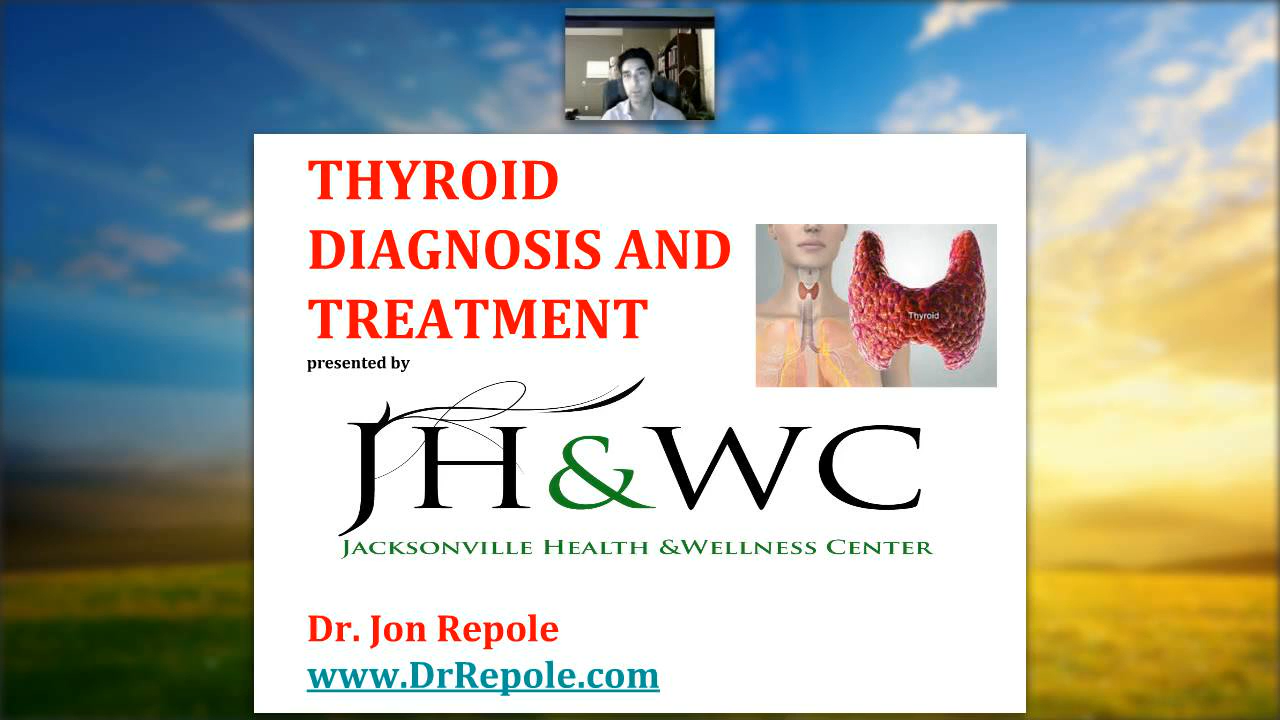 THYROID
DIAGNOSIS AND
TREATMENT
Thyroid
presented by
JH&WC
JACKSONVILLE HEALTH &WELLNESS CENTER
Dr. Jon Repole
www.DrRepole.com